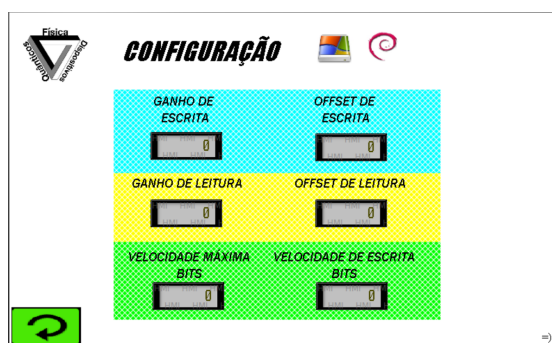 Física
Quânticos
Dispositivos
CONFIGURAÇÃO
GANHO DE
ESCRITA
OFFSET DE
ESCRITA
0
0
GANHO DE LEITURA
OFFSET DE LEITURA
0
0
VELOCIDADE MÁXIMA
BITS
VELOCIDADE DE ESCRITA
BITS
0
0
=)